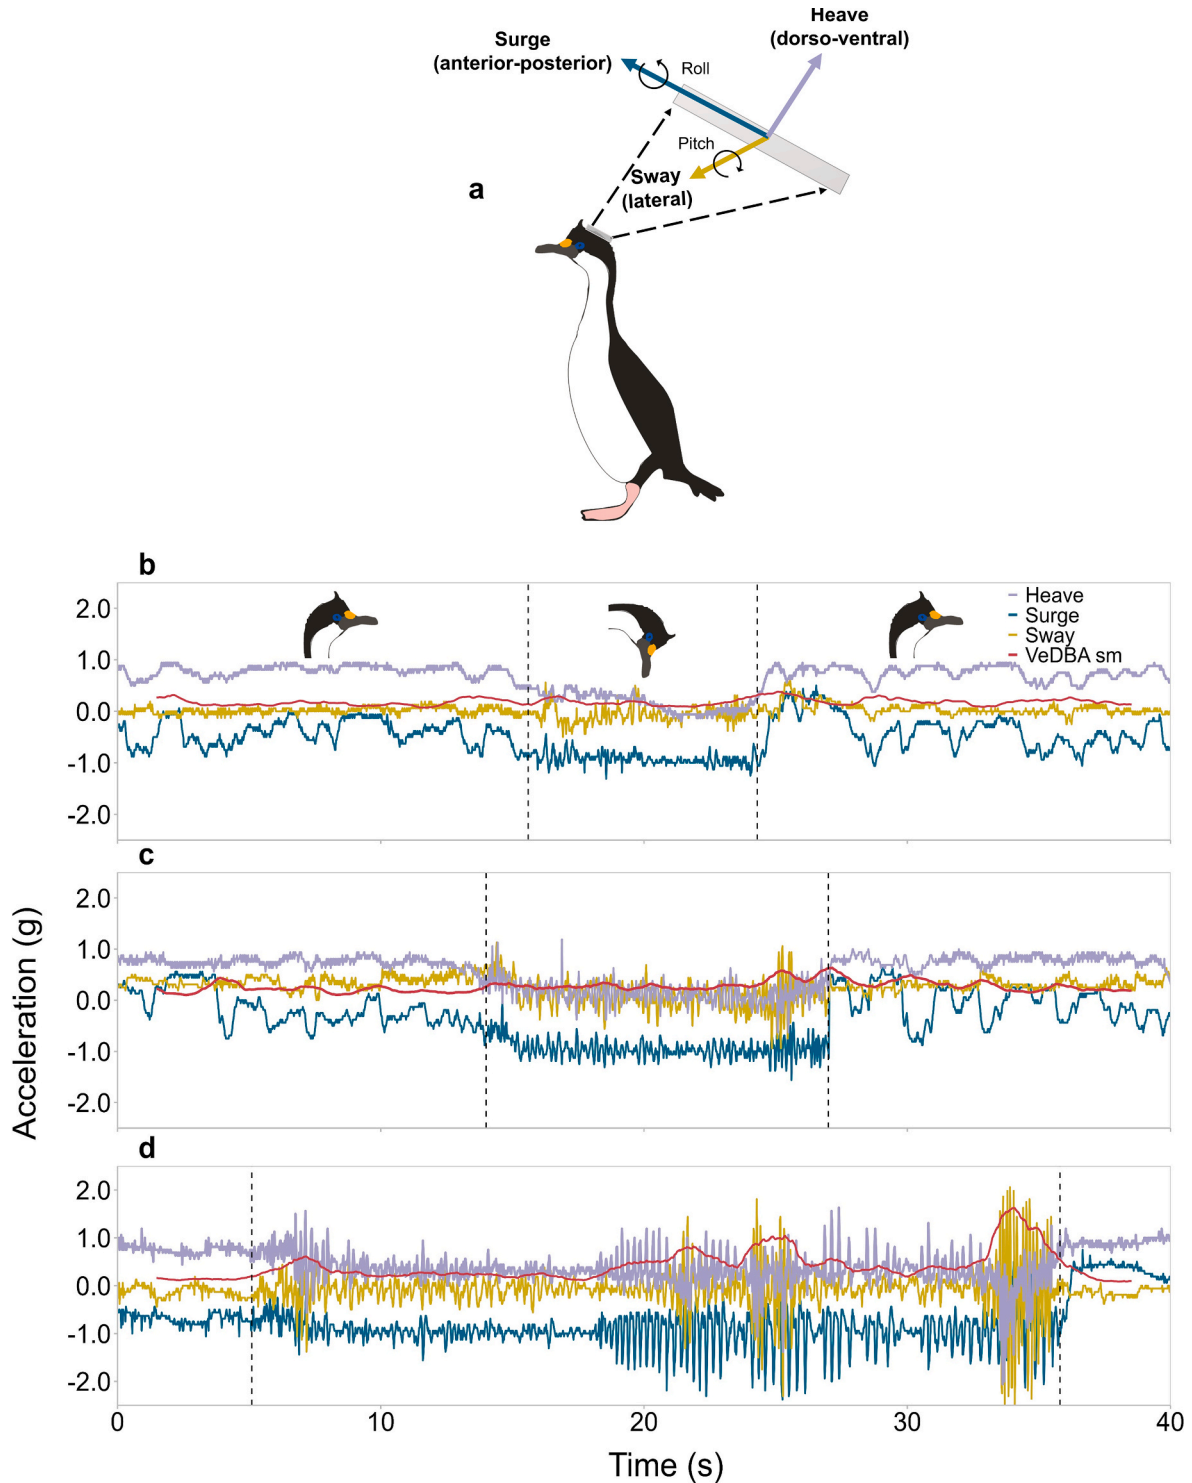 Heave
(dorso-ventral)
Surge
(anterior-posterior)
Roll
Pitch
Sway
(lateral)
a
b
2.0
1.0
0.0
-1.0
-2.0
Heave
Surge
Sway
VeDBA sm
c
2.0
1.0
0.0
-1.0
-2.0
Acceleration (g)
d
2.0
1.0
0.0
-1.0
-2.0
0 10 20 30 40
Time (s)